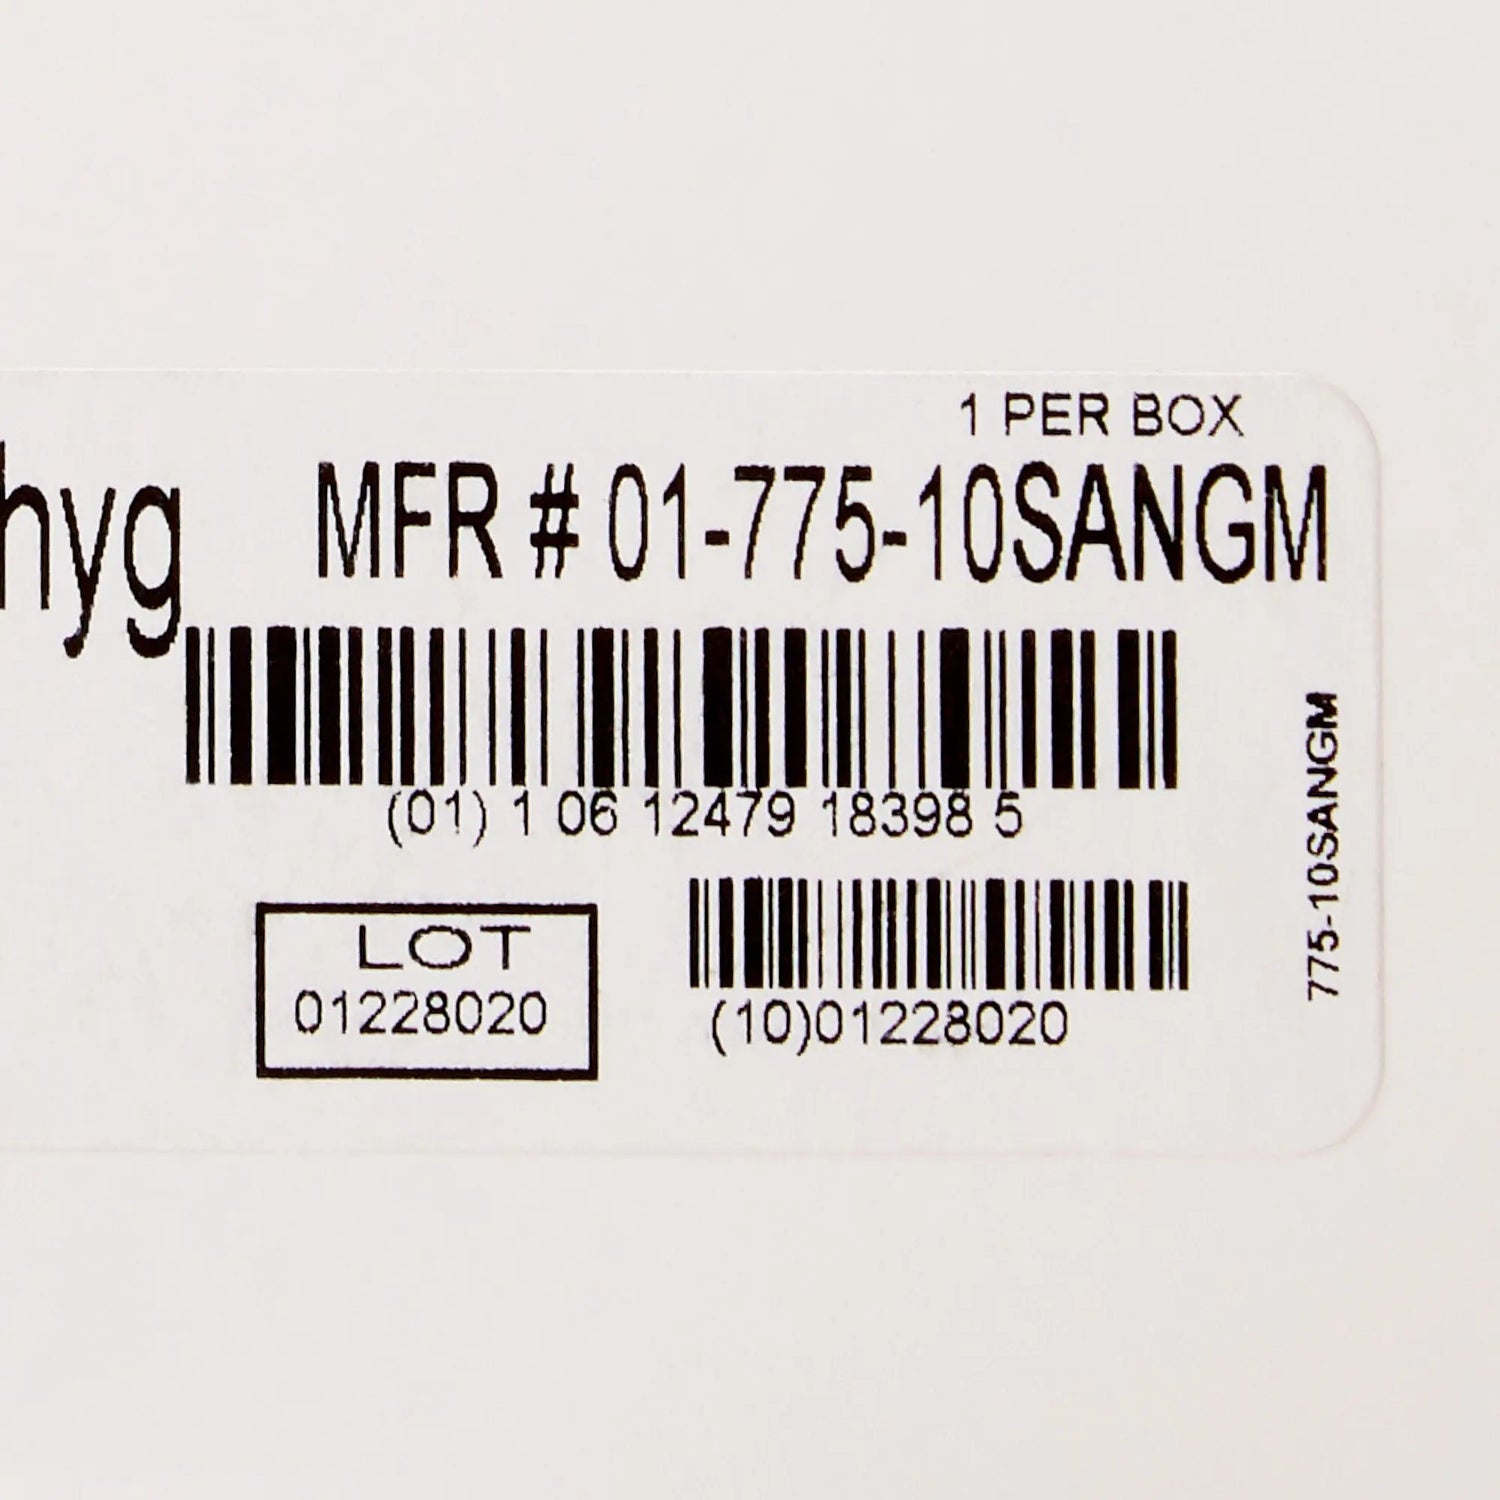 1 PER BOX
hyg MFR # 01-775-10SANGM
(01) 1 06 12479 18398 5
775-10SANGM
LOT
01228020
(10)01228020